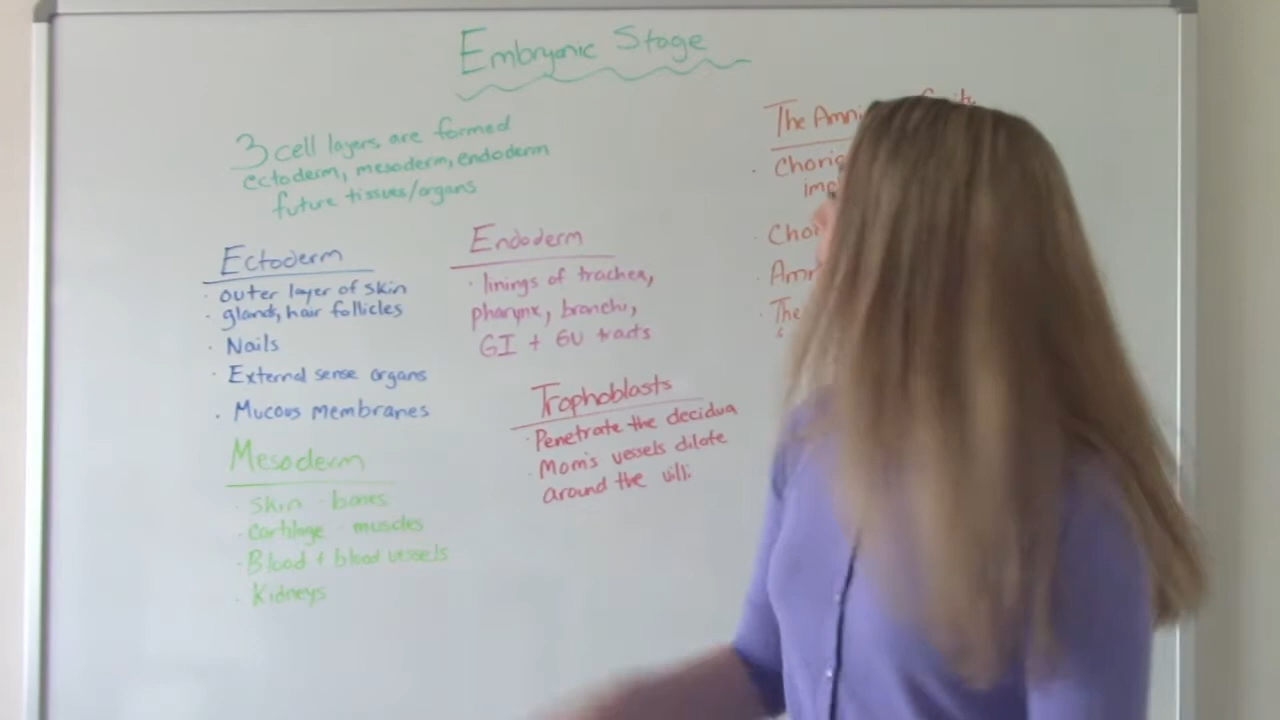 Embryonic Stage
3 cell layers are formed
ectoderm, mesoderm, endoderm
future tissues/organs
Ectoderm
· outer layer of skin
· glands, hair follicles
· Nails
· External sense organs
· Mucous membranes
Mesoderm
· Skin · bones
· Cartilage · muscles
· Blood + blood vessels
· Kidneys
Endoderm
· linings of trachea,
pharynx, bronchi,
GI + GU tracts
Trophoblasts
· Penetrate the decidua
· Mom's vessels dilate
around the villi
The
The